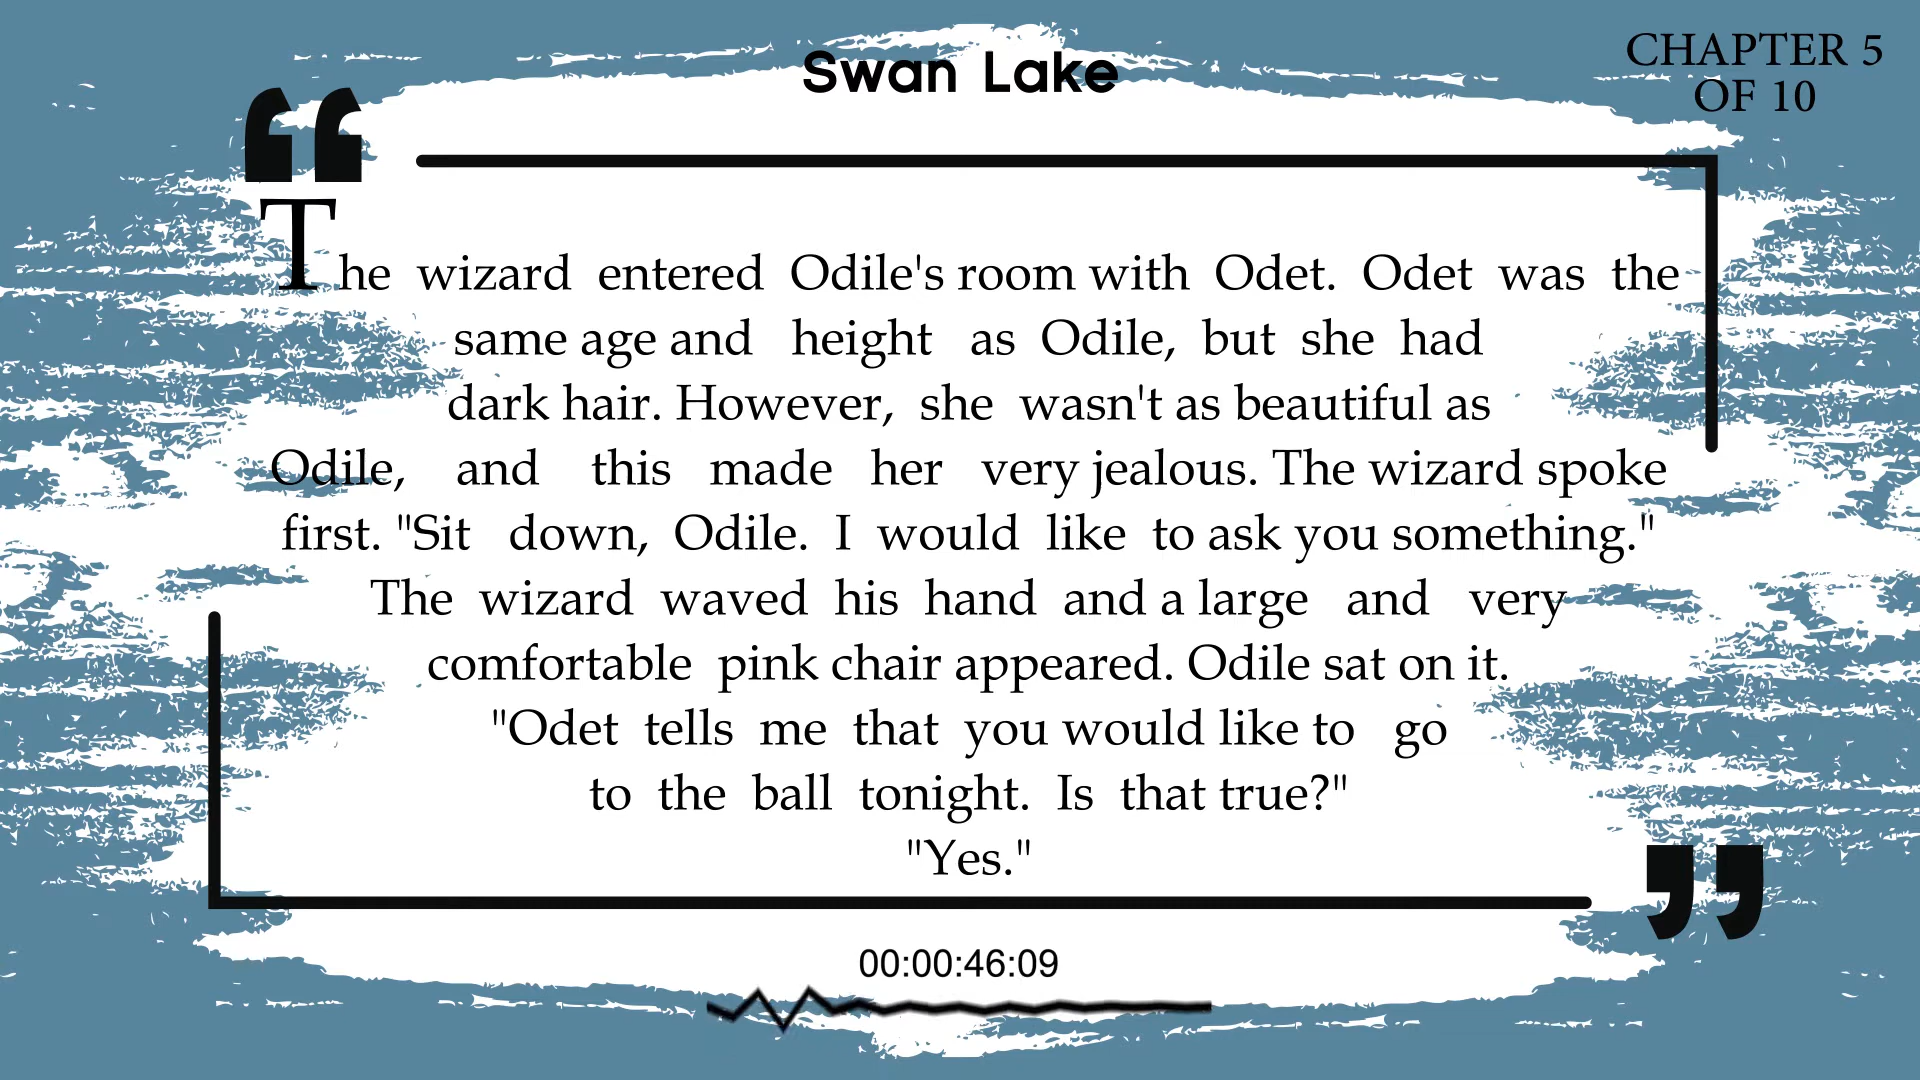 Swan Lake
CHAPTER 5
OF 10
The wizard entered Odile's room with Odet. Odet was the
same age and height as Odile, but she had
dark hair. However, she wasn't as beautiful as
Odile, and this made her very jealous. The wizard spoke
first. "Sit down, Odile. I would like to ask you something."
The wizard waved his hand and a large and very
comfortable pink chair appeared. Odile sat on it.
"Odet tells me that you would like to go
to the ball tonight. Is that true?"
"Yes."
00:00:46:09